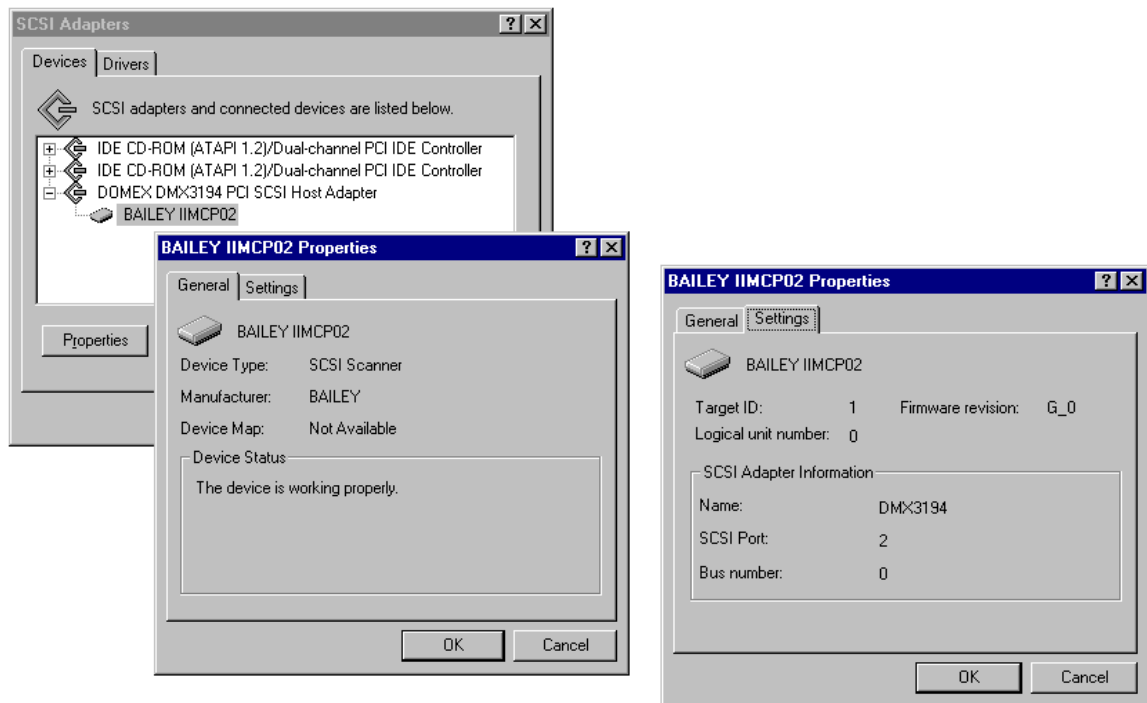 SCSI Adapters
Devices Drivers
SCSI adapters and connected devices are listed below.
IDE CD-ROM (ATAPI 1.2)/Dual-channel PCI IDE Controller
IDE CD-ROM (ATAPI 1.2)/Dual-channel PCI IDE Controller
DOMEX DMX3194 PCI SCSI Host Adapter
BAILEY IIMCP02
Properties
BAILEY IIMCP02 Properties
General Settings
BAILEY IIMCP02
Device Type: SCSI Scanner
Manufacturer: BAILEY
Device Map: Not Available
Device Status
The device is working properly.
OK Cancel
BAILEY IIMCP02 Properties
General Settings
BAILEY IIMCP02
Target ID: 1 Firmware revision: G_0
Logical unit number: 0
SCSI Adapter Information
Name: DMX3194
SCSI Port: 2
Bus number: 0
OK Cancel